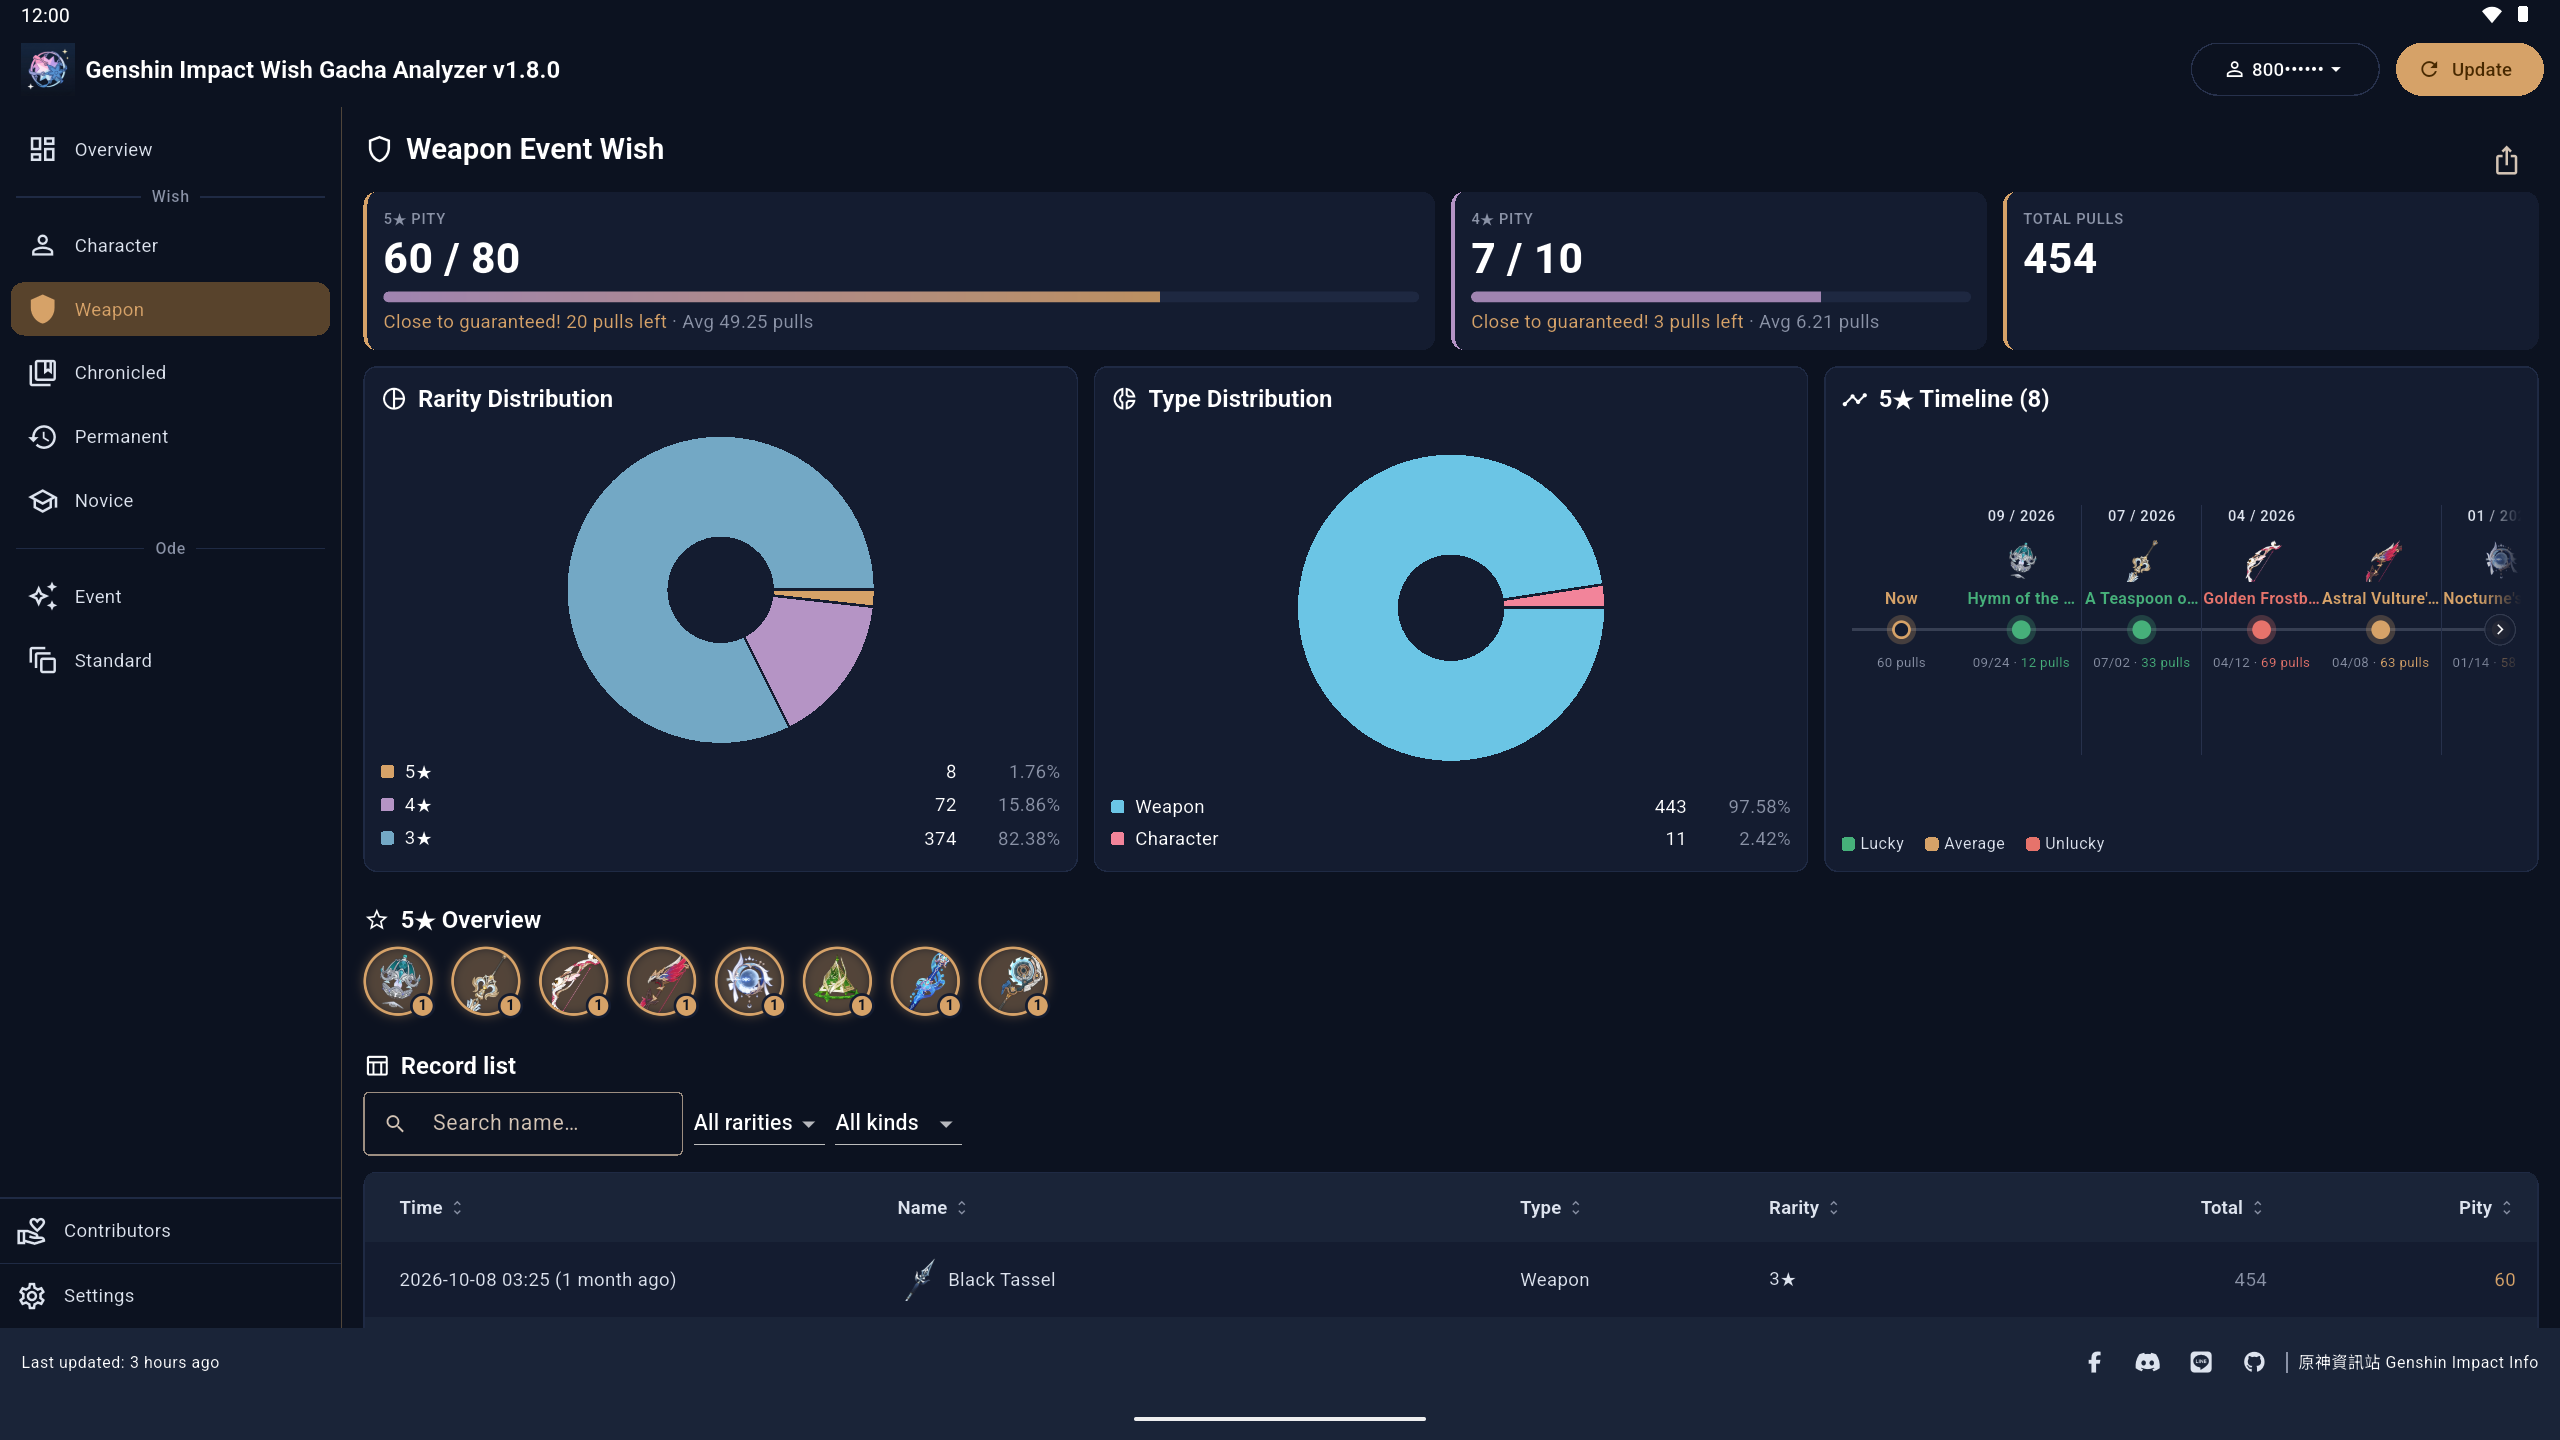 12:00
Genshin Impact Wish Gacha Analyzer v1.8.0
800••••••
Update
Overview
Wish
Character
Weapon
Chronicled
Permanent
Novice
Ode
Event
Standard
Contributors
Settings
Weapon Event Wish
5★ PITY
60 / 80
Close to guaranteed! 20 pulls left · Avg 49.25 pulls
4★ PITY
7 / 10
Close to guaranteed! 3 pulls left · Avg 6.21 pulls
TOTAL PULLS
454
Rarity Distribution
5★ 8 1.76%
4★ 72 15.86%
3★ 374 82.38%
Type Distribution
Weapon 443 97.58%
Character 11 2.42%
5★ Timeline (8)
09 / 2026 07 / 2026 04 / 2026 01 / 20
Now Hymn of the … A Teaspoon o… Golden Frostb… Astral Vulture'… Nocturne's
60 pulls 09/24 · 12 pulls 07/02 · 33 pulls 04/12 · 69 pulls 04/08 · 63 pulls 01/14 · 58
Lucky Average Unlucky
5★ Overview
1 1 1 1 1 1 1 1
Record list
Search name…
All rarities All kinds
Time Name Type Rarity Total Pity
2026-10-08 03:25 (1 month ago) Black Tassel Weapon 3★ 454 60
Last updated: 3 hours ago
LINE
原神資訊站 Genshin Impact Info